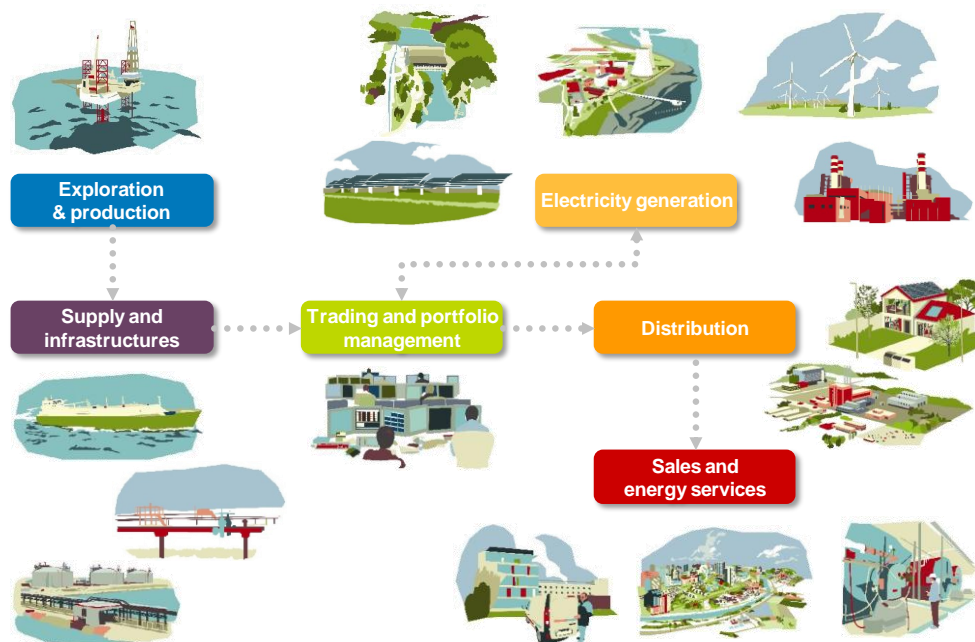 Exploration
& production
Electricity generation
Supply and
infrastructures
Trading and portfolio
management
Distribution
Sales and
energy services